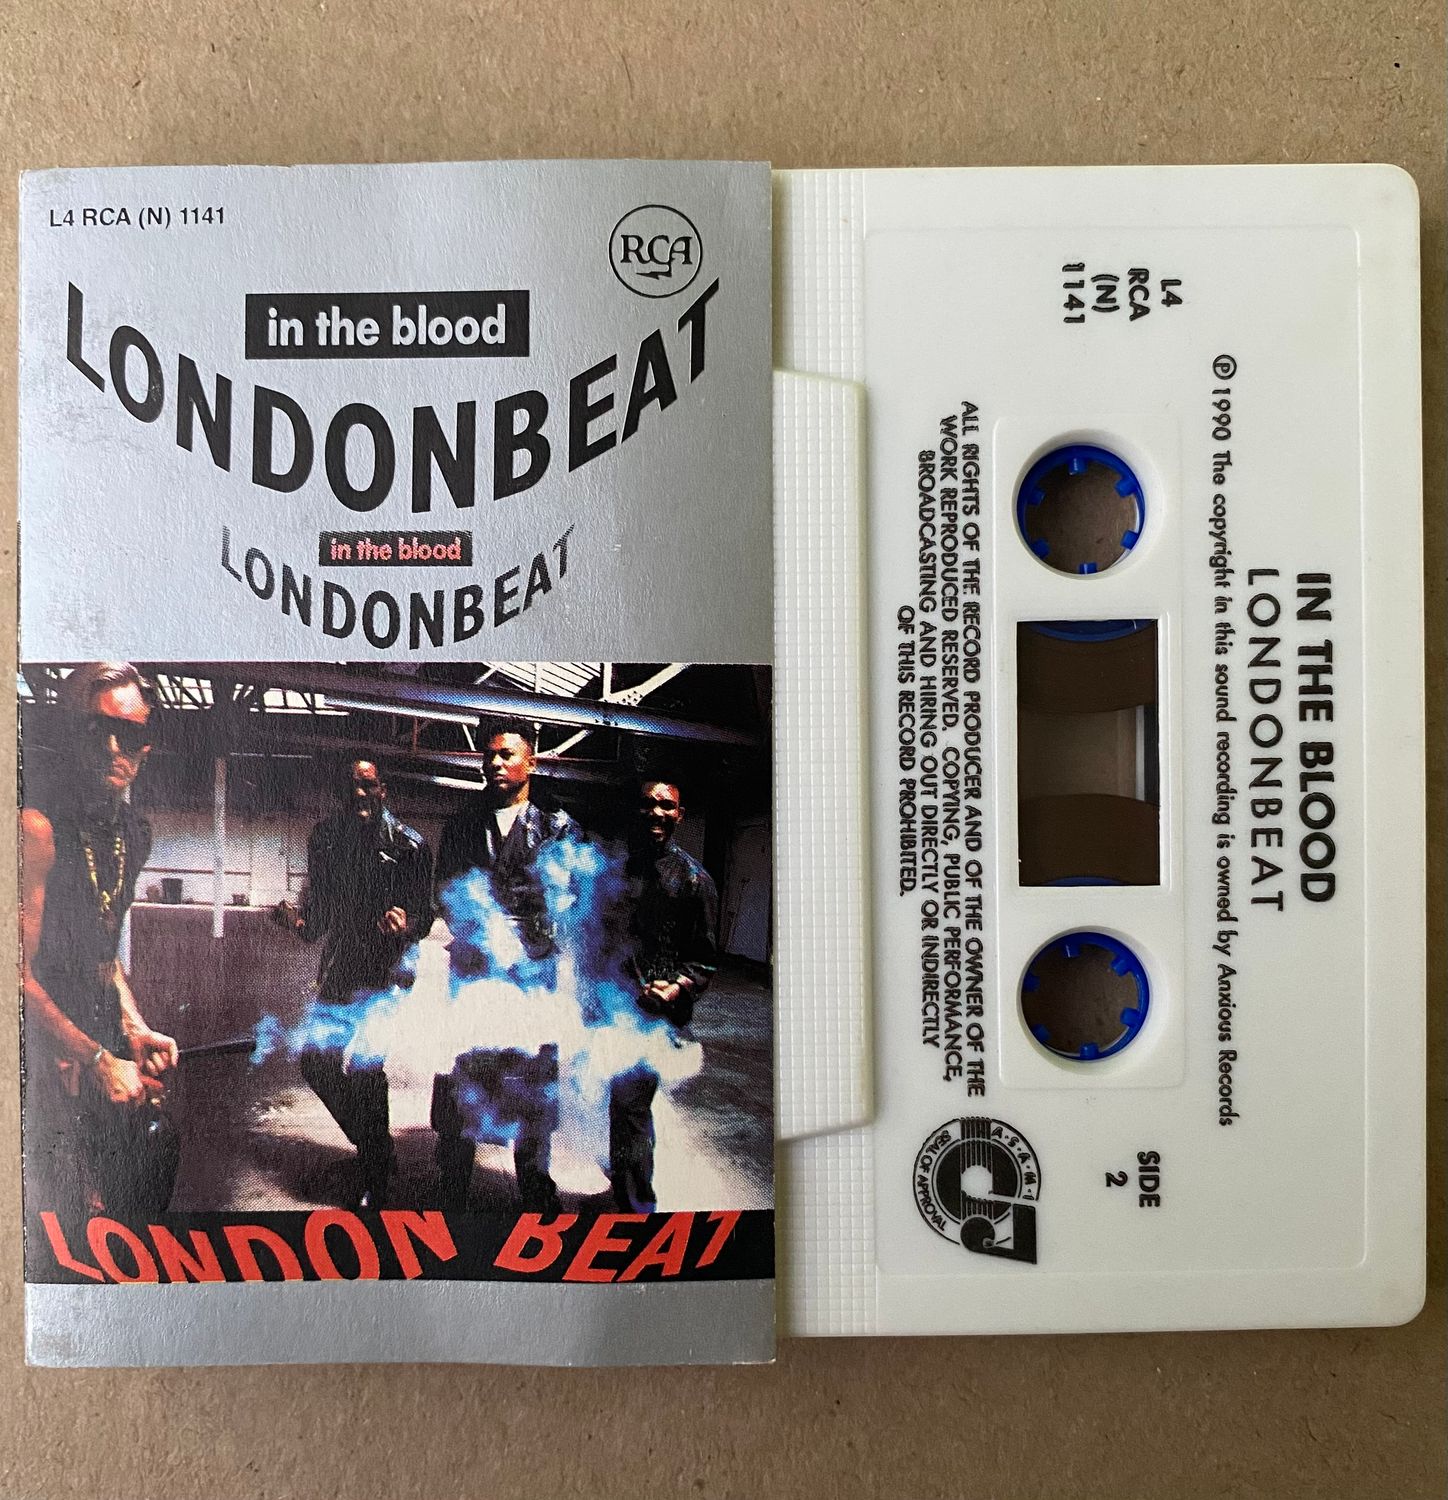 L4 RCA (N) 1141
RCA
in the blood
LONDONBEAT
in the blood
LONDONBEAT
LONDON BEAT
IN THE BLOOD
LONDONBEAT
℗ 1990 The copyright in this sound recording is owned by Anxious Records
L4
RCA
(N)
1141
SIDE
2
ALL RIGHTS OF THE RECORD PRODUCER AND OF THE OWNER OF THE
WORK REPRODUCED RESERVED. COPYING, PUBLIC PERFORMANCE,
BROADCASTING AND HIRING OUT DIRECTLY OR INDIRECTLY
OF THIS RECORD PROHIBITED.
A·S·A·M·I
SEAL OF APPROVAL